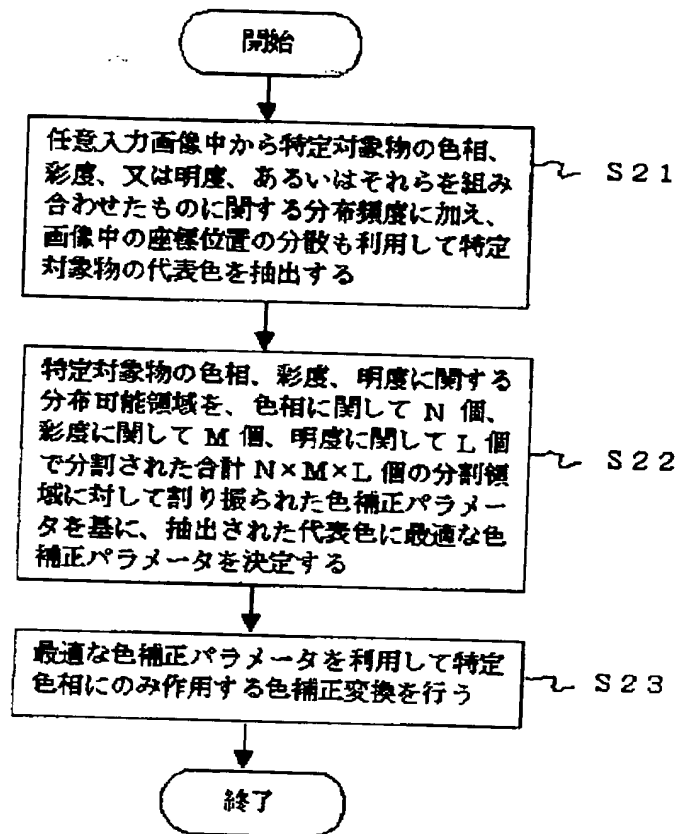 開始
任意入力画像中から特定対象物の色相、
彩度、又は明度、あるいはそれらを組み
合わせたものに関する分布頻度に加え、
画像中の座標位置の分散も利用して特定
対象物の代表色を抽出する
S21
特定対象物の色相、彩度、明度に関する
分布可能領域を、色相に関して N 個、
彩度に関して M 個、明度に関して L 個
で分割された合計 N×M×L 個の分割領
域に対して割り振られた色補正パラメー
タを基に、抽出された代表色に最適な色
補正パラメータを決定する
S22
最適な色補正パラメータを利用して特定
色相にのみ作用する色補正変換を行う
S23
終了